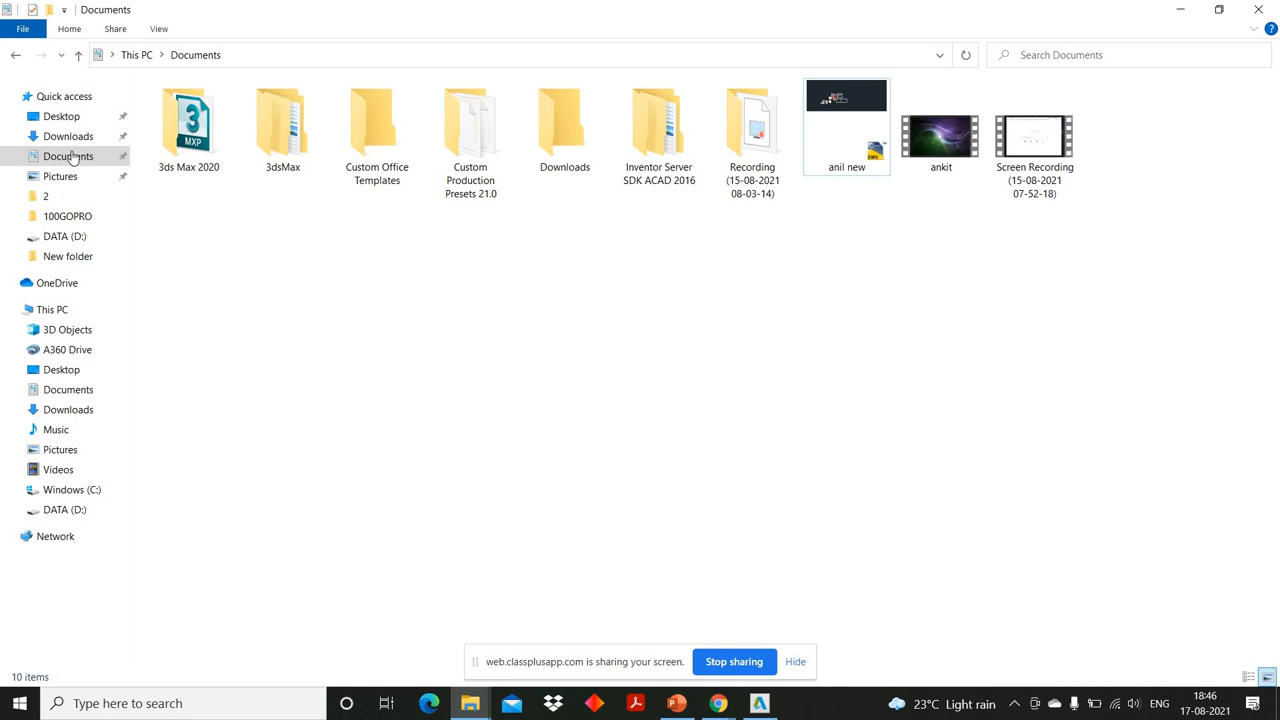 Documents
File
Home
Share
View
This PC
Documents
Search Documents
Quick access
Desktop
Downloads
Documents
Pictures
2
100GOPRO
DATA (D:)
New folder
OneDrive
This PC
3D Objects
A360 Drive
Desktop
Documents
Downloads
Music
Pictures
Videos
Windows (C:)
DATA (D:)
Network
3
MXP
3ds Max 2020
3dsMax
Custom Office
Templates
Custom
Production
Presets 21.0
Downloads
Inventor Server
SDK ACAD 2016
Recording
(15-08-2021
08-03-14)
DWG
anil new
ankit
Screen Recording
(15-08-2021
07-52-18)
web.classplusapp.com is sharing your screen.
Stop sharing
Hide
10 items
Type here to search
23°C Light rain
ENG
18:46
17-08-2021